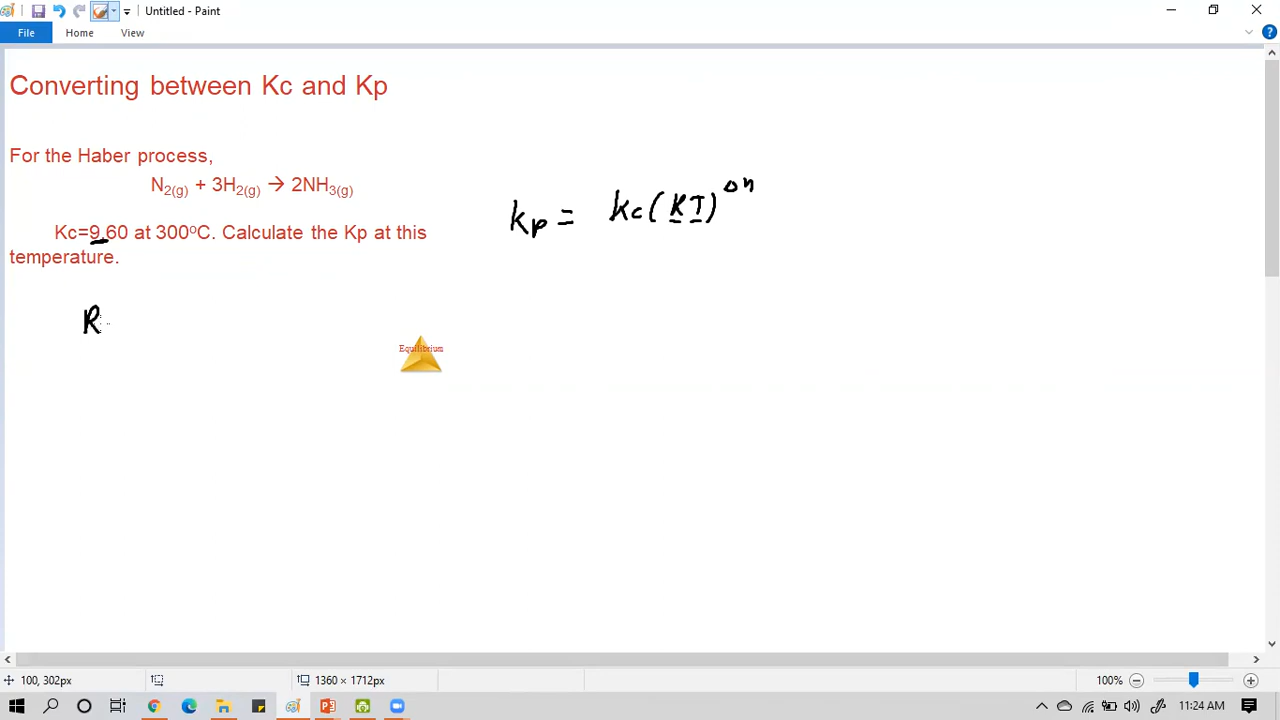 Untitled - Paint
File Home View
Converting between Kc and Kp
For the Haber process,
N2(g) + 3H2(g) → 2NH3(g)
Kc=9.60 at 300oC. Calculate the Kp at this
temperature.
Kp = Kc(RT)^Δn
R
Equilibrium
100, 302px
1360 × 1712px
100%
11:24 AM